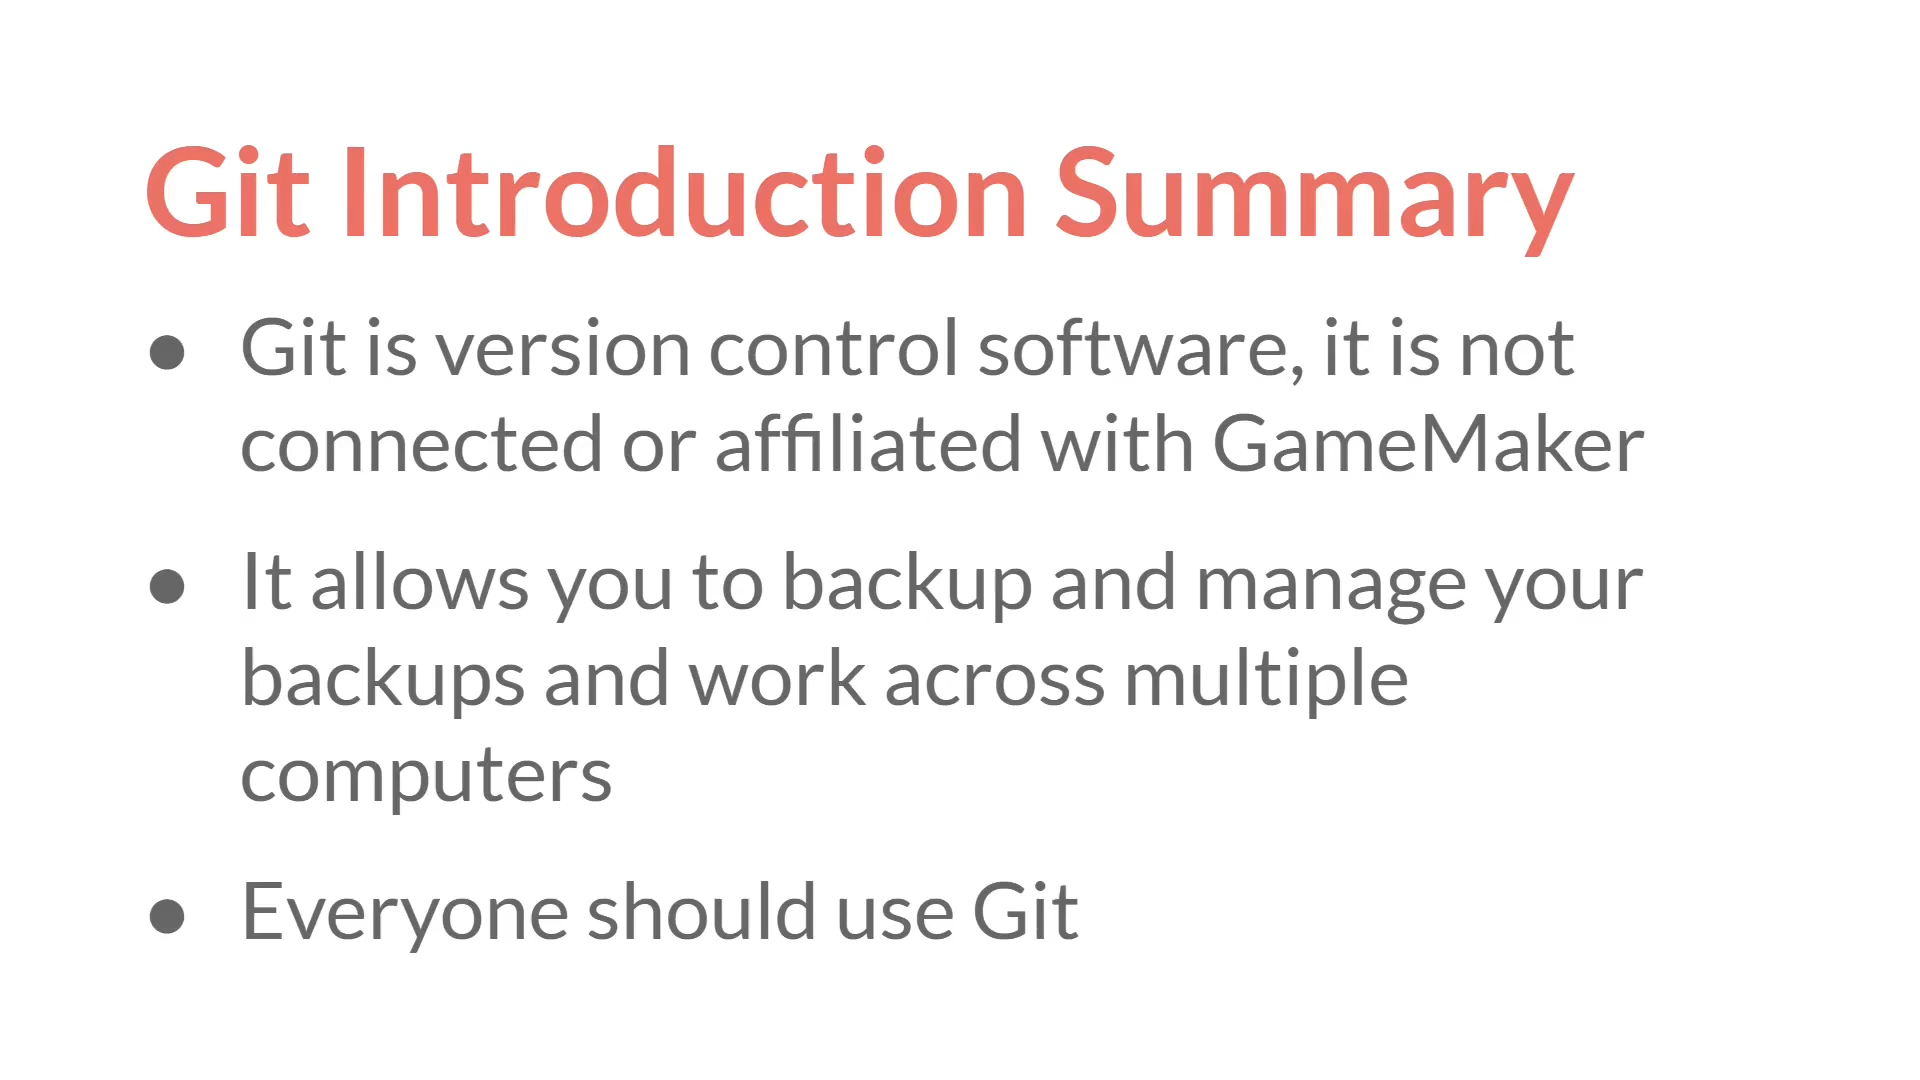 Git Introduction Summary
● Git is version control software, it is not
connected or affiliated with GameMaker
● It allows you to backup and manage your
backups and work across multiple
computers
● Everyone should use Git